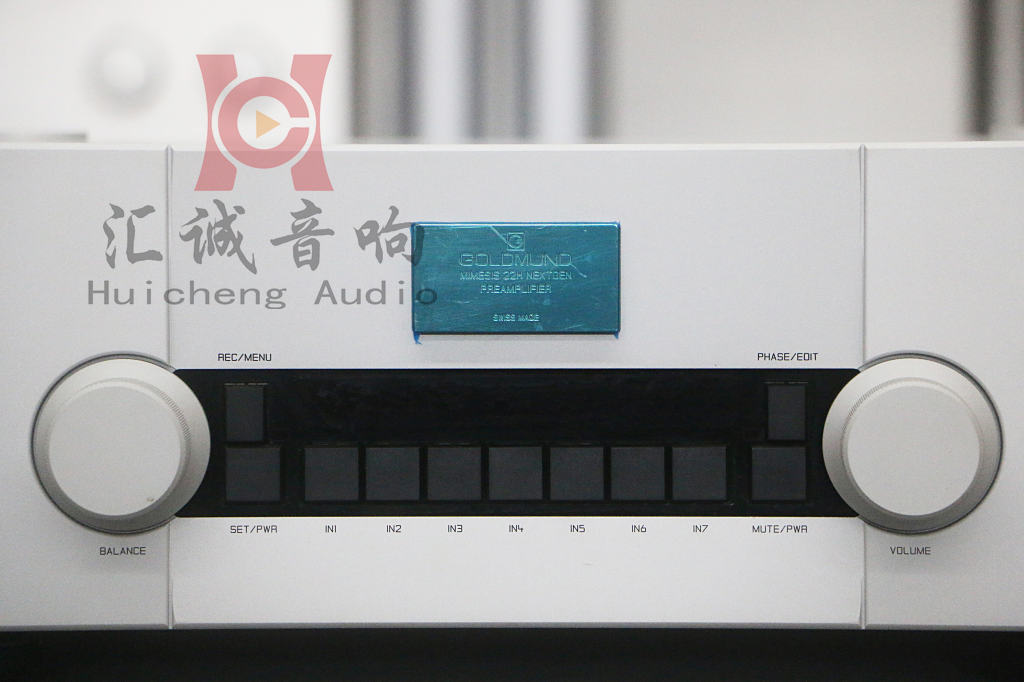 汇诚音响
Huicheng Audio
GOLDMUND
MIMESIS 22H NEXTGEN
PREAMPLIFIER
SWISS MADE
REC/MENU
PHASE/EDIT
SET/PWR
IN1
IN2
IN3
IN4
IN5
IN6
IN7
MUTE/PWR
BALANCE
VOLUME